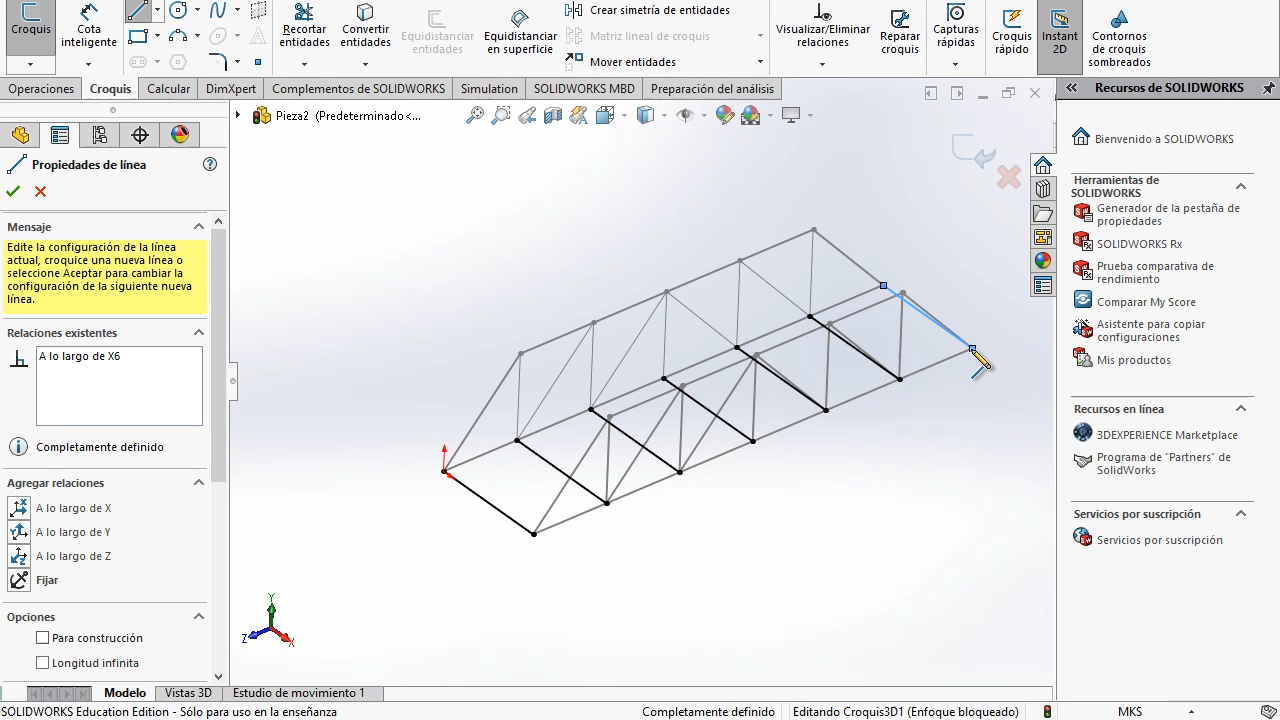 Croquis
Cota inteligente
Recortar entidades
Convertir entidades
Equidistanciar entidades
Equidistanciar en superficie
Crear simetría de entidades
Matriz lineal de croquis
Mover entidades
Visualizar/Eliminar relaciones
Reparar croquis
Capturas rápidas
Croquis rápido
Instant 2D
Contornos de croquis sombreados
Operaciones
Croquis
Calcular
DimXpert
Complementos de SOLIDWORKS
Simulation
SOLIDWORKS MBD
Preparación del análisis
Recursos de SOLIDWORKS
Pieza2 (Predeterminado <...
Propiedades de línea
Mensaje
Edite la configuración de la línea
actual, croquice una nueva línea o
seleccione Aceptar para cambiar la
configuración de la siguiente nueva
línea.
Relaciones existentes
A lo largo de X6
Completamente definido
Agregar relaciones
A lo largo de X
A lo largo de Y
A lo largo de Z
Fijar
Opciones
Para construcción
Longitud infinita
Y
Z
X
Bienvenido a SOLIDWORKS
Herramientas de
SOLIDWORKS
Generador de la pestaña de
propiedades
SOLIDWORKS Rx
Prueba comparativa de
rendimiento
Comparar My Score
Asistente para copiar
configuraciones
Mis productos
Recursos en línea
3DEXPERIENCE Marketplace
Programa de "Partners" de
SolidWorks
Servicios por suscripción
Servicios por suscripción
Modelo
Vistas 3D
Estudio de movimiento 1
SOLIDWORKS Education Edition - Sólo para uso en la enseñanza
Completamente definido
Editando Croquis3D1 (Enfoque bloqueado)
MKS